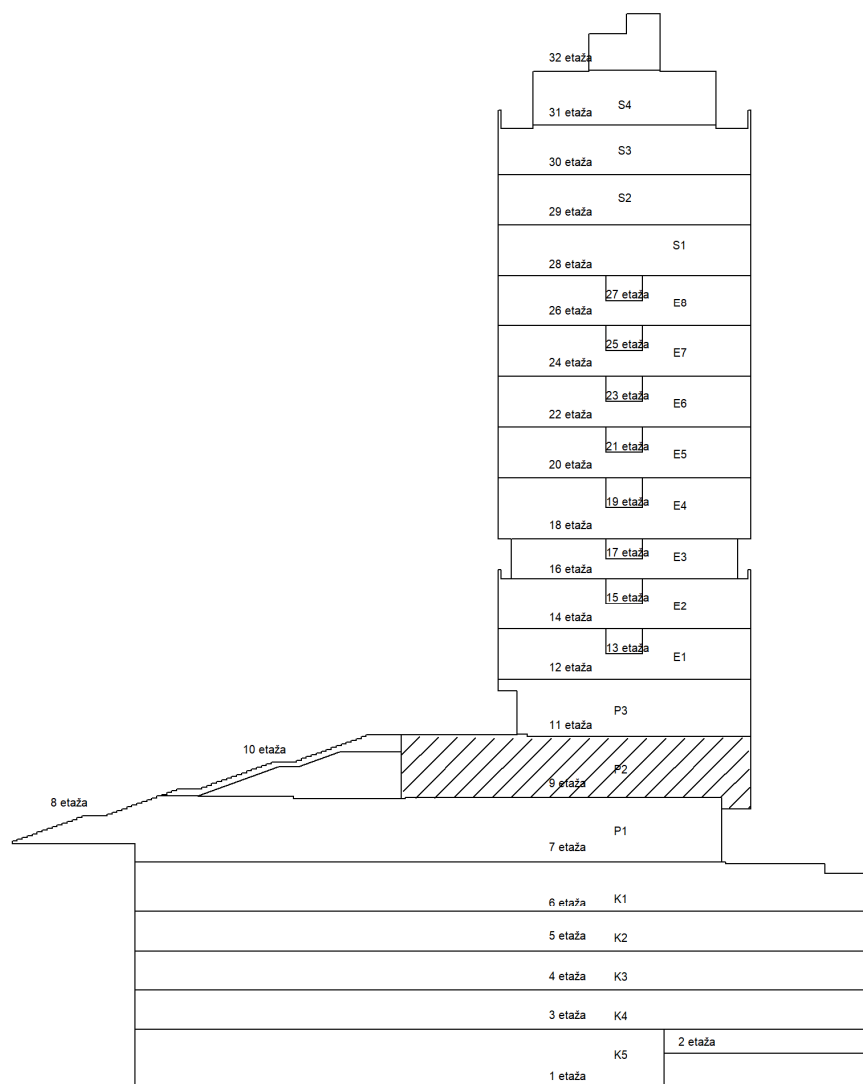 32 etaža
S4
31 etaža
S3
30 etaža
S2
29 etaža
S1
28 etaža
27 etaža
E8
26 etaža
25 etaža
E7
24 etaža
23 etaža
E6
22 etaža
21 etaža
E5
20 etaža
19 etaža
E4
18 etaža
17 etaža
E3
16 etaža
15 etaža
E2
14 etaža
13 etaža
E1
12 etaža
P3
11 etaža
10 etaža
P2
9 etaža
8 etaža
P1
7 etaža
K1
6 etaža
5 etaža
K2
4 etaža
K3
3 etaža
K4
2 etaža
K5
1 etaža